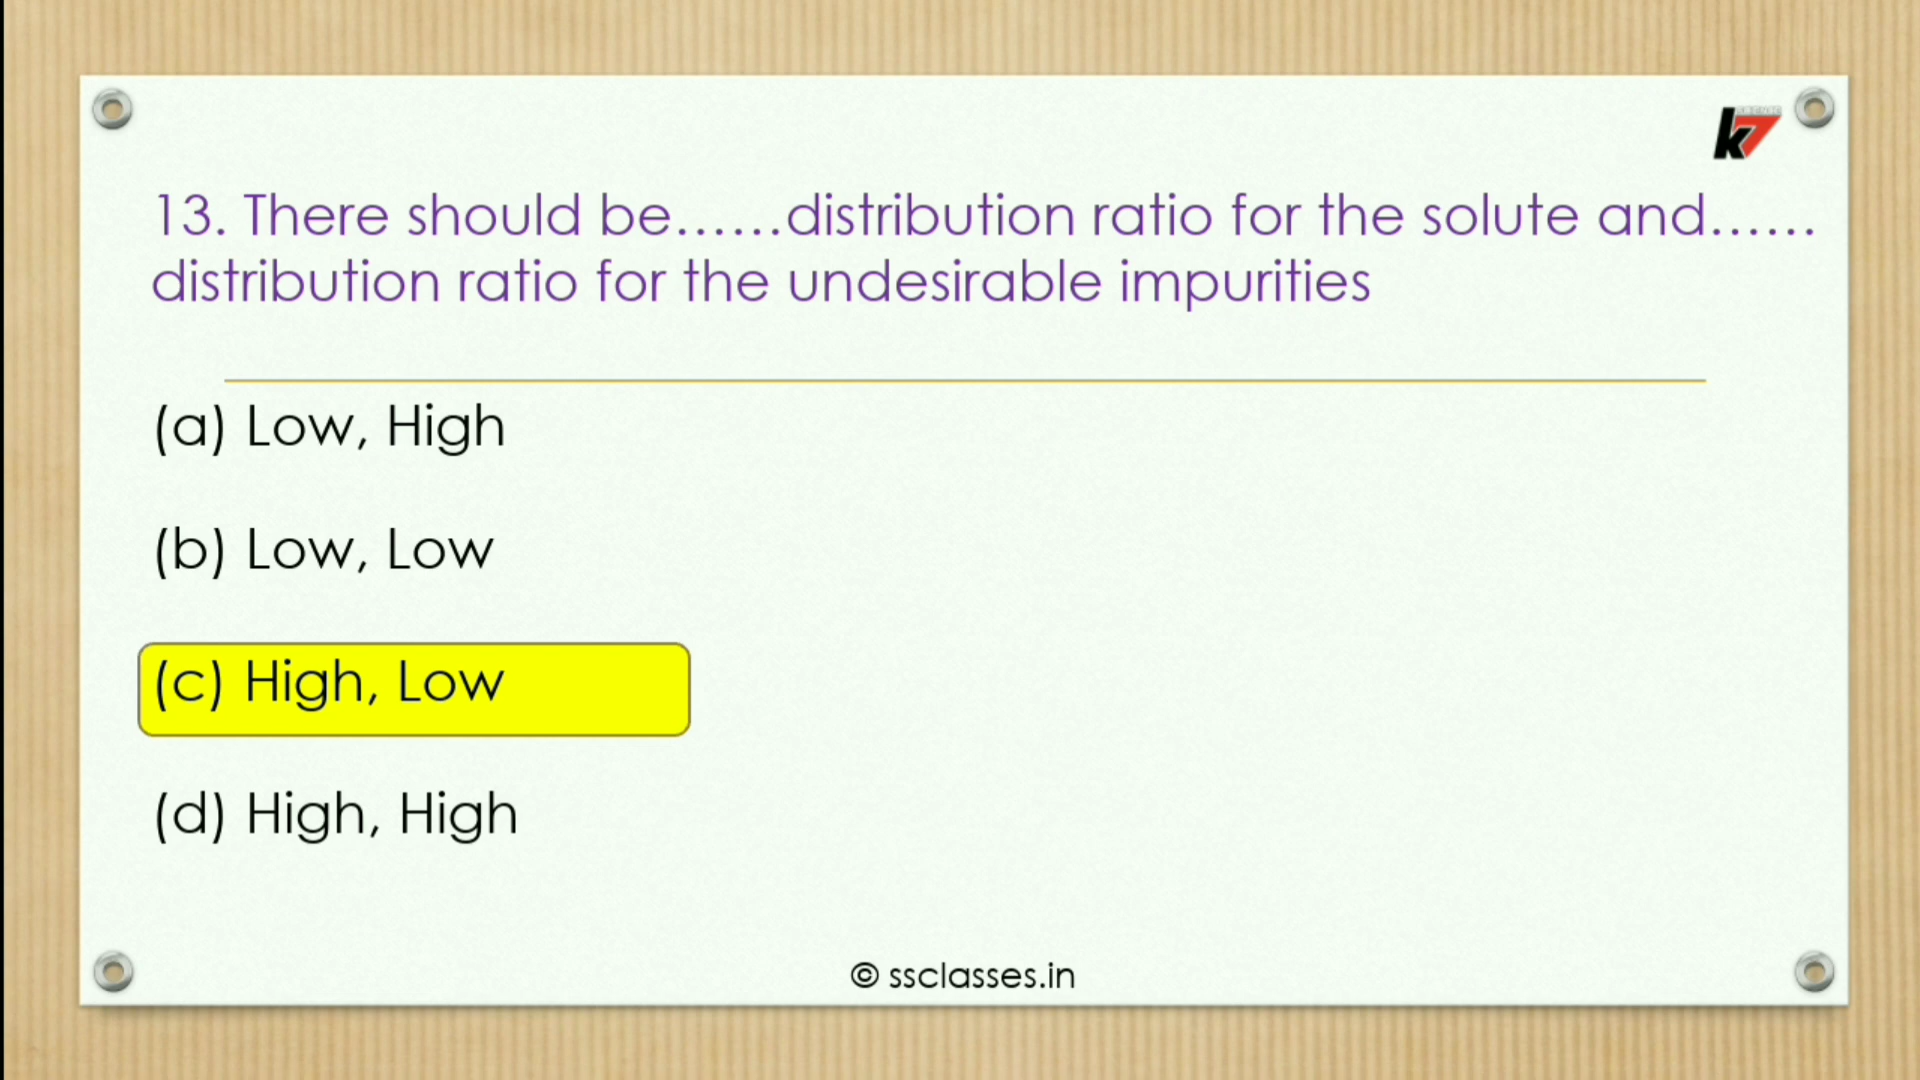 k7
13. There should be......distribution ratio for the solute and......
distribution ratio for the undesirable impurities
(a) Low, High
(b) Low, Low
(c) High, Low
(d) High, High
© ssclasses.in